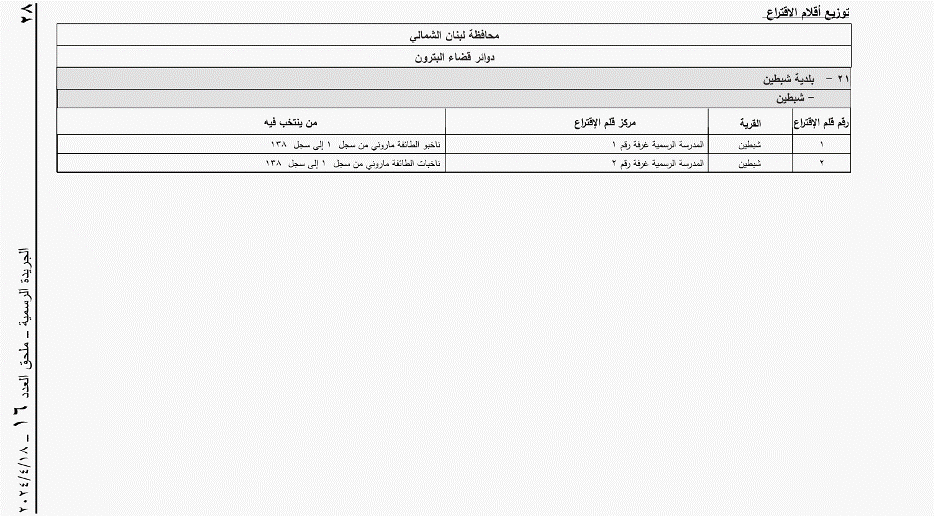 توزيع أقلام الاقتراع
محافظة لبنان الشمالي
دوائر قضاء البترون
٢١ - بلدية شبطين
- شبطين
رقم قلم الإقتراع القرية مركز قلم الإقتراع من ينتخب فيه
١ شبطين المدرسة الرسمية غرفة رقم ١ ناخبو الطائفة ماروني من سجل ١ إلى سجل ١٣٨
٢ شبطين المدرسة الرسمية غرفة رقم ٢ ناخبات الطائفة ماروني من سجل ١ إلى سجل ١٣٨
٢٨
الجريدة الرسمية ـ ملحق العدد ١٦ ـ ٢٠٢٤/٤/١٨